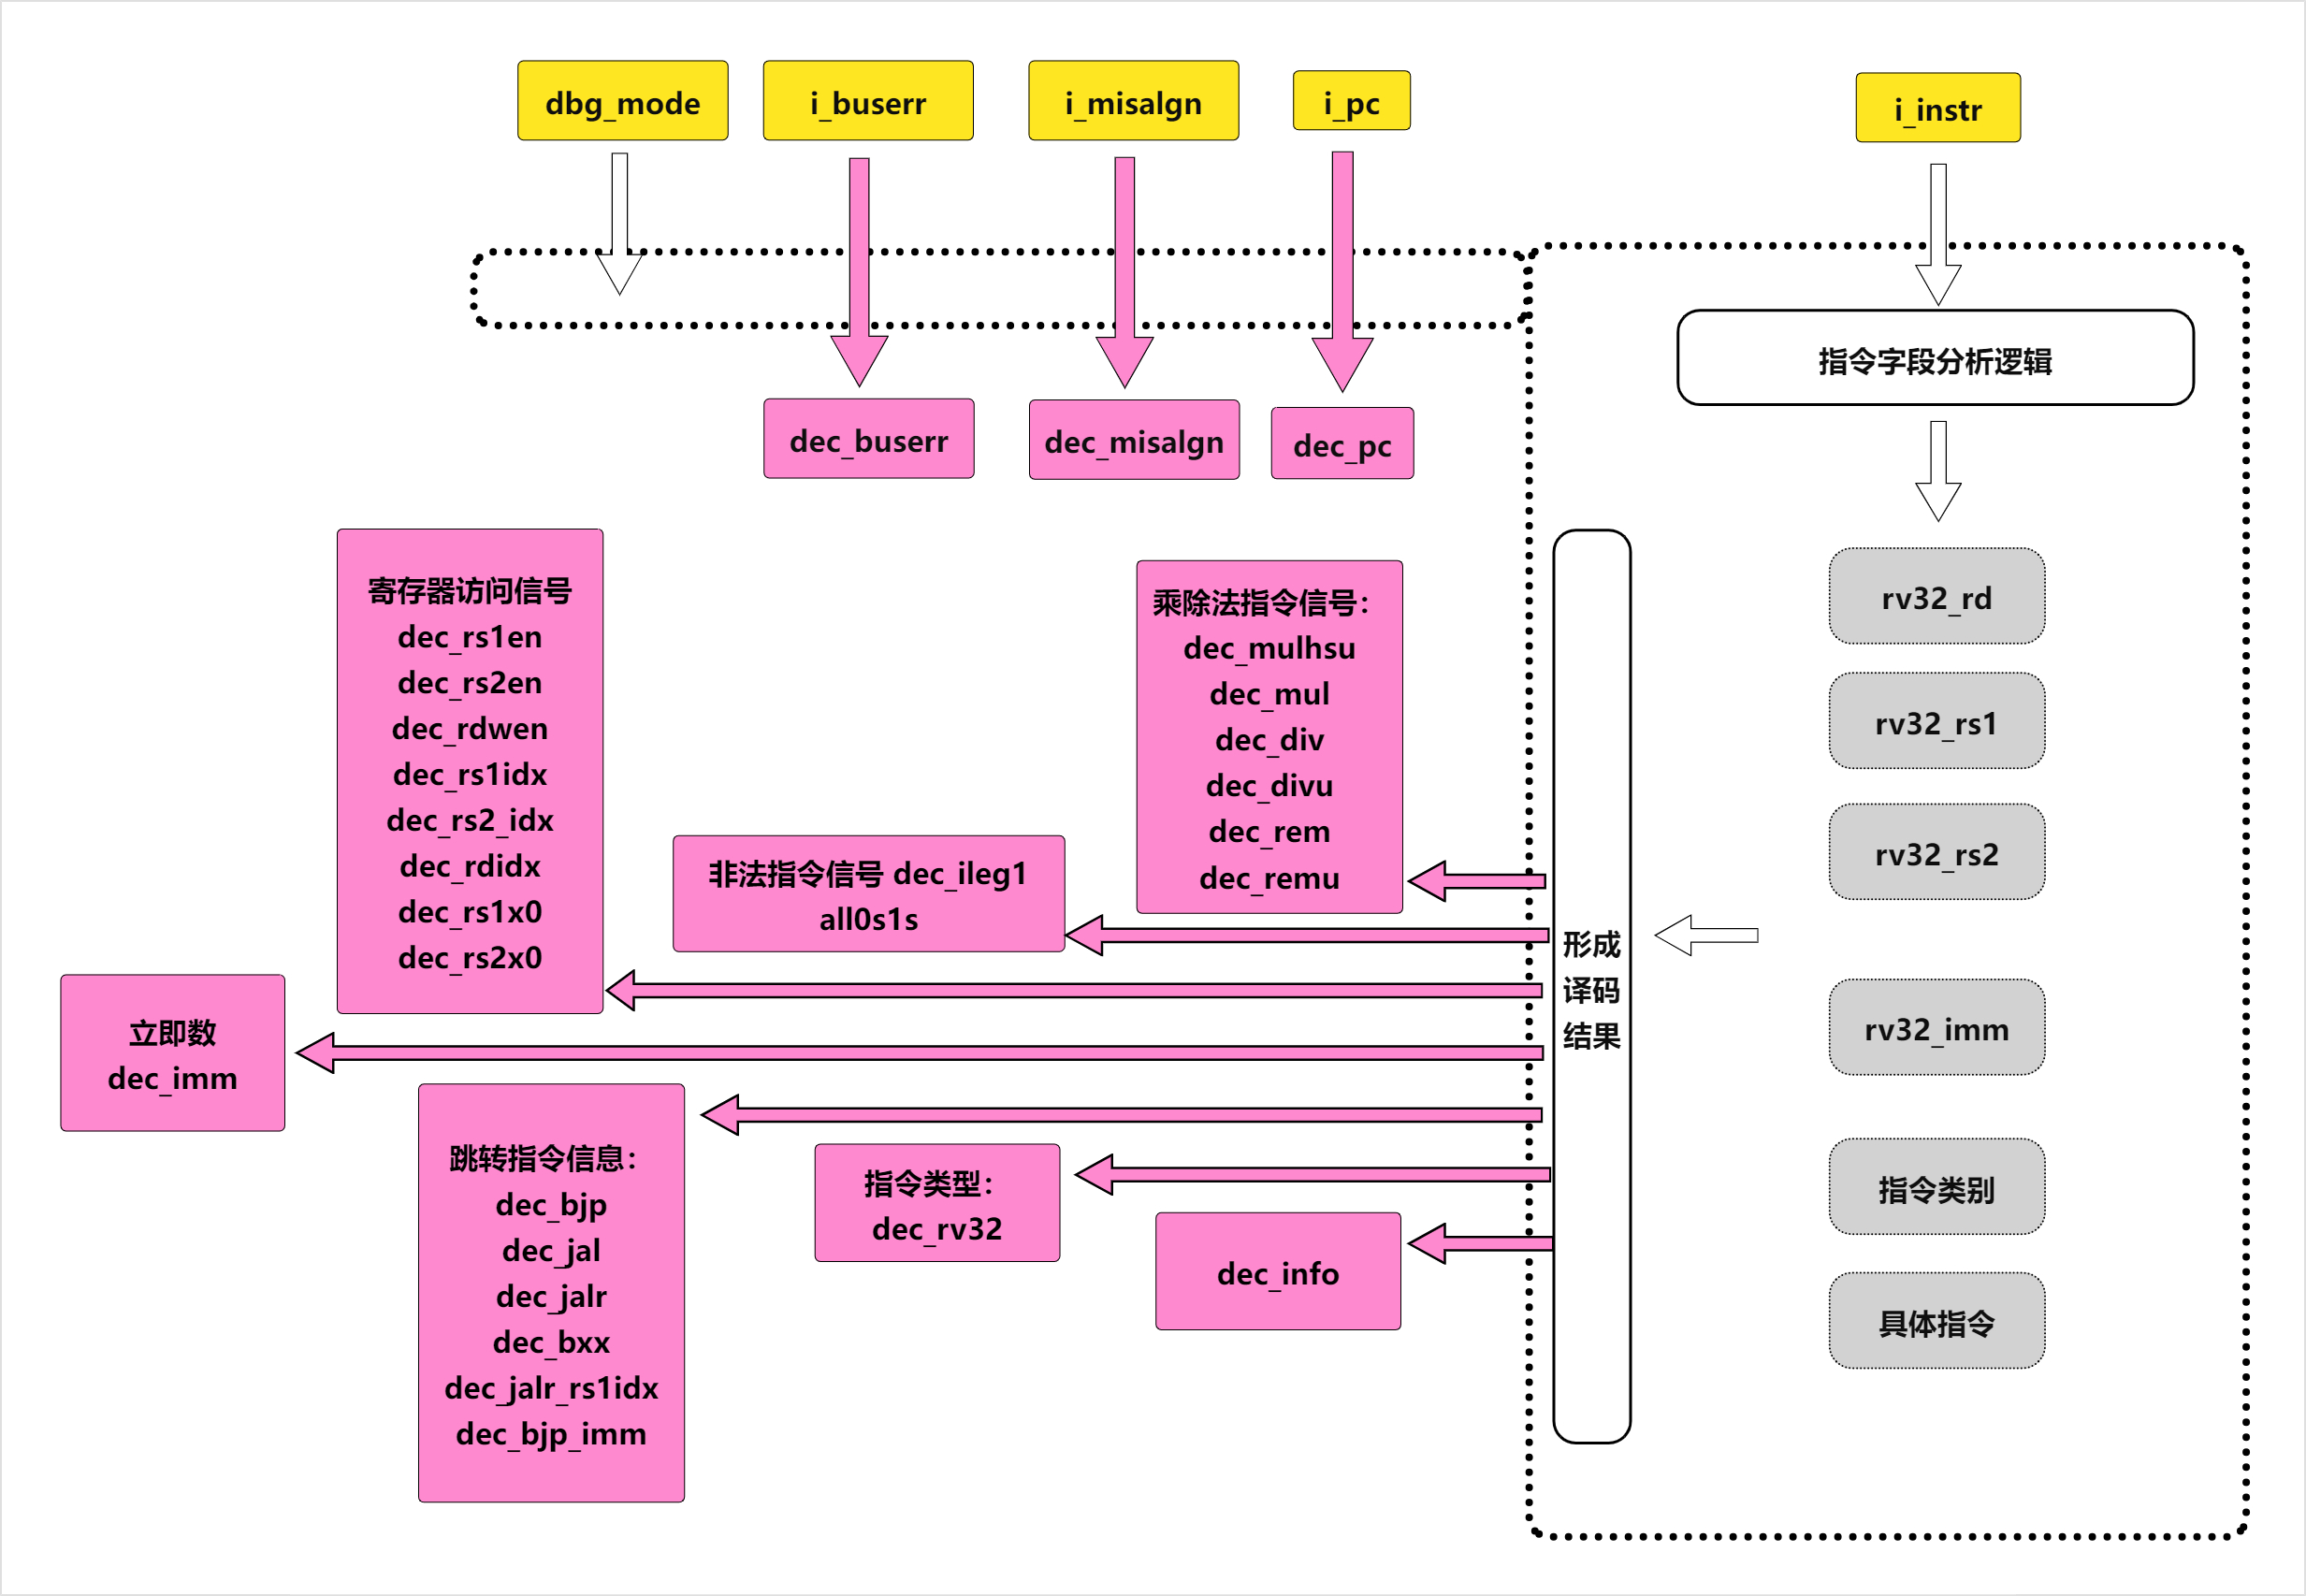 dbg_mode
i_buserr
i_misalgn
i_pc
i_instr
指令字段分析逻辑
dec_buserr
dec_misalgn
dec_pc
寄存器访问信号
dec_rs1en
dec_rs2en
dec_rdwen
dec_rs1idx
dec_rs2_idx
dec_rdidx
dec_rs1x0
dec_rs2x0
乘除法指令信号：
dec_mulhsu
dec_mul
dec_div
dec_divu
dec_rem
dec_remu
非法指令信号 dec_ileg1
all0s1s
立即数
dec_imm
跳转指令信息：
dec_bjp
dec_jal
dec_jalr
dec_bxx
dec_jalr_rs1idx
dec_bjp_imm
指令类型：
dec_rv32
dec_info
形成
译码
结果
rv32_rd
rv32_rs1
rv32_rs2
rv32_imm
指令类别
具体指令